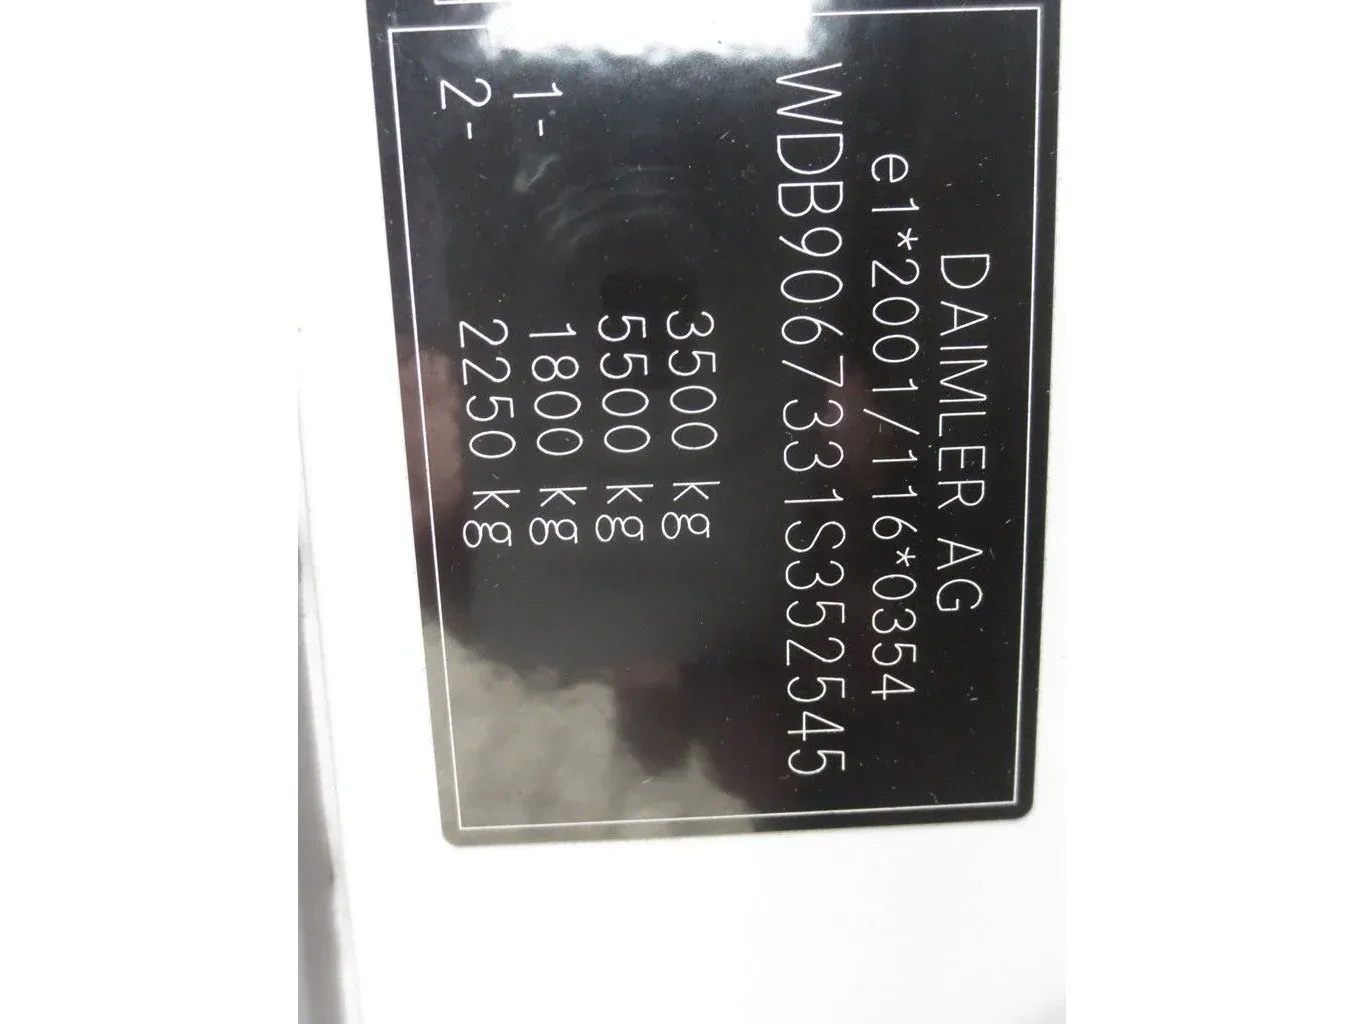 DAIMLER AG
e1*2001/116*0354
WDB9067331S352545
3500 kg
5500 kg
1- 1800 kg
2- 2250 kg